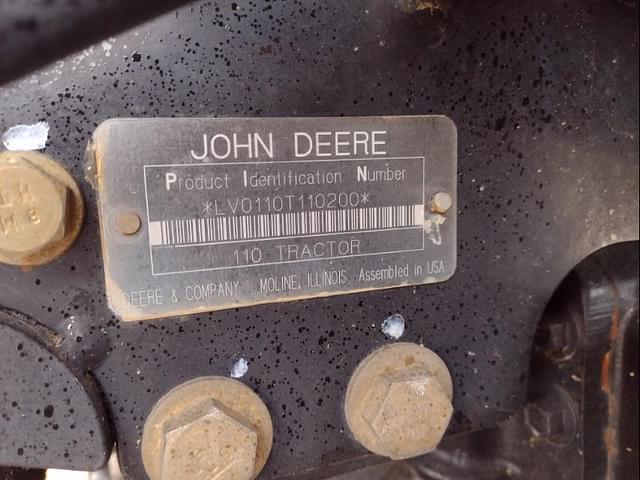 JOHN DEERE
Product Identification Number
*LV0110T110200*
110 TRACTOR
DEERE & COMPANY MOLINE, ILLINOIS Assembled in USA